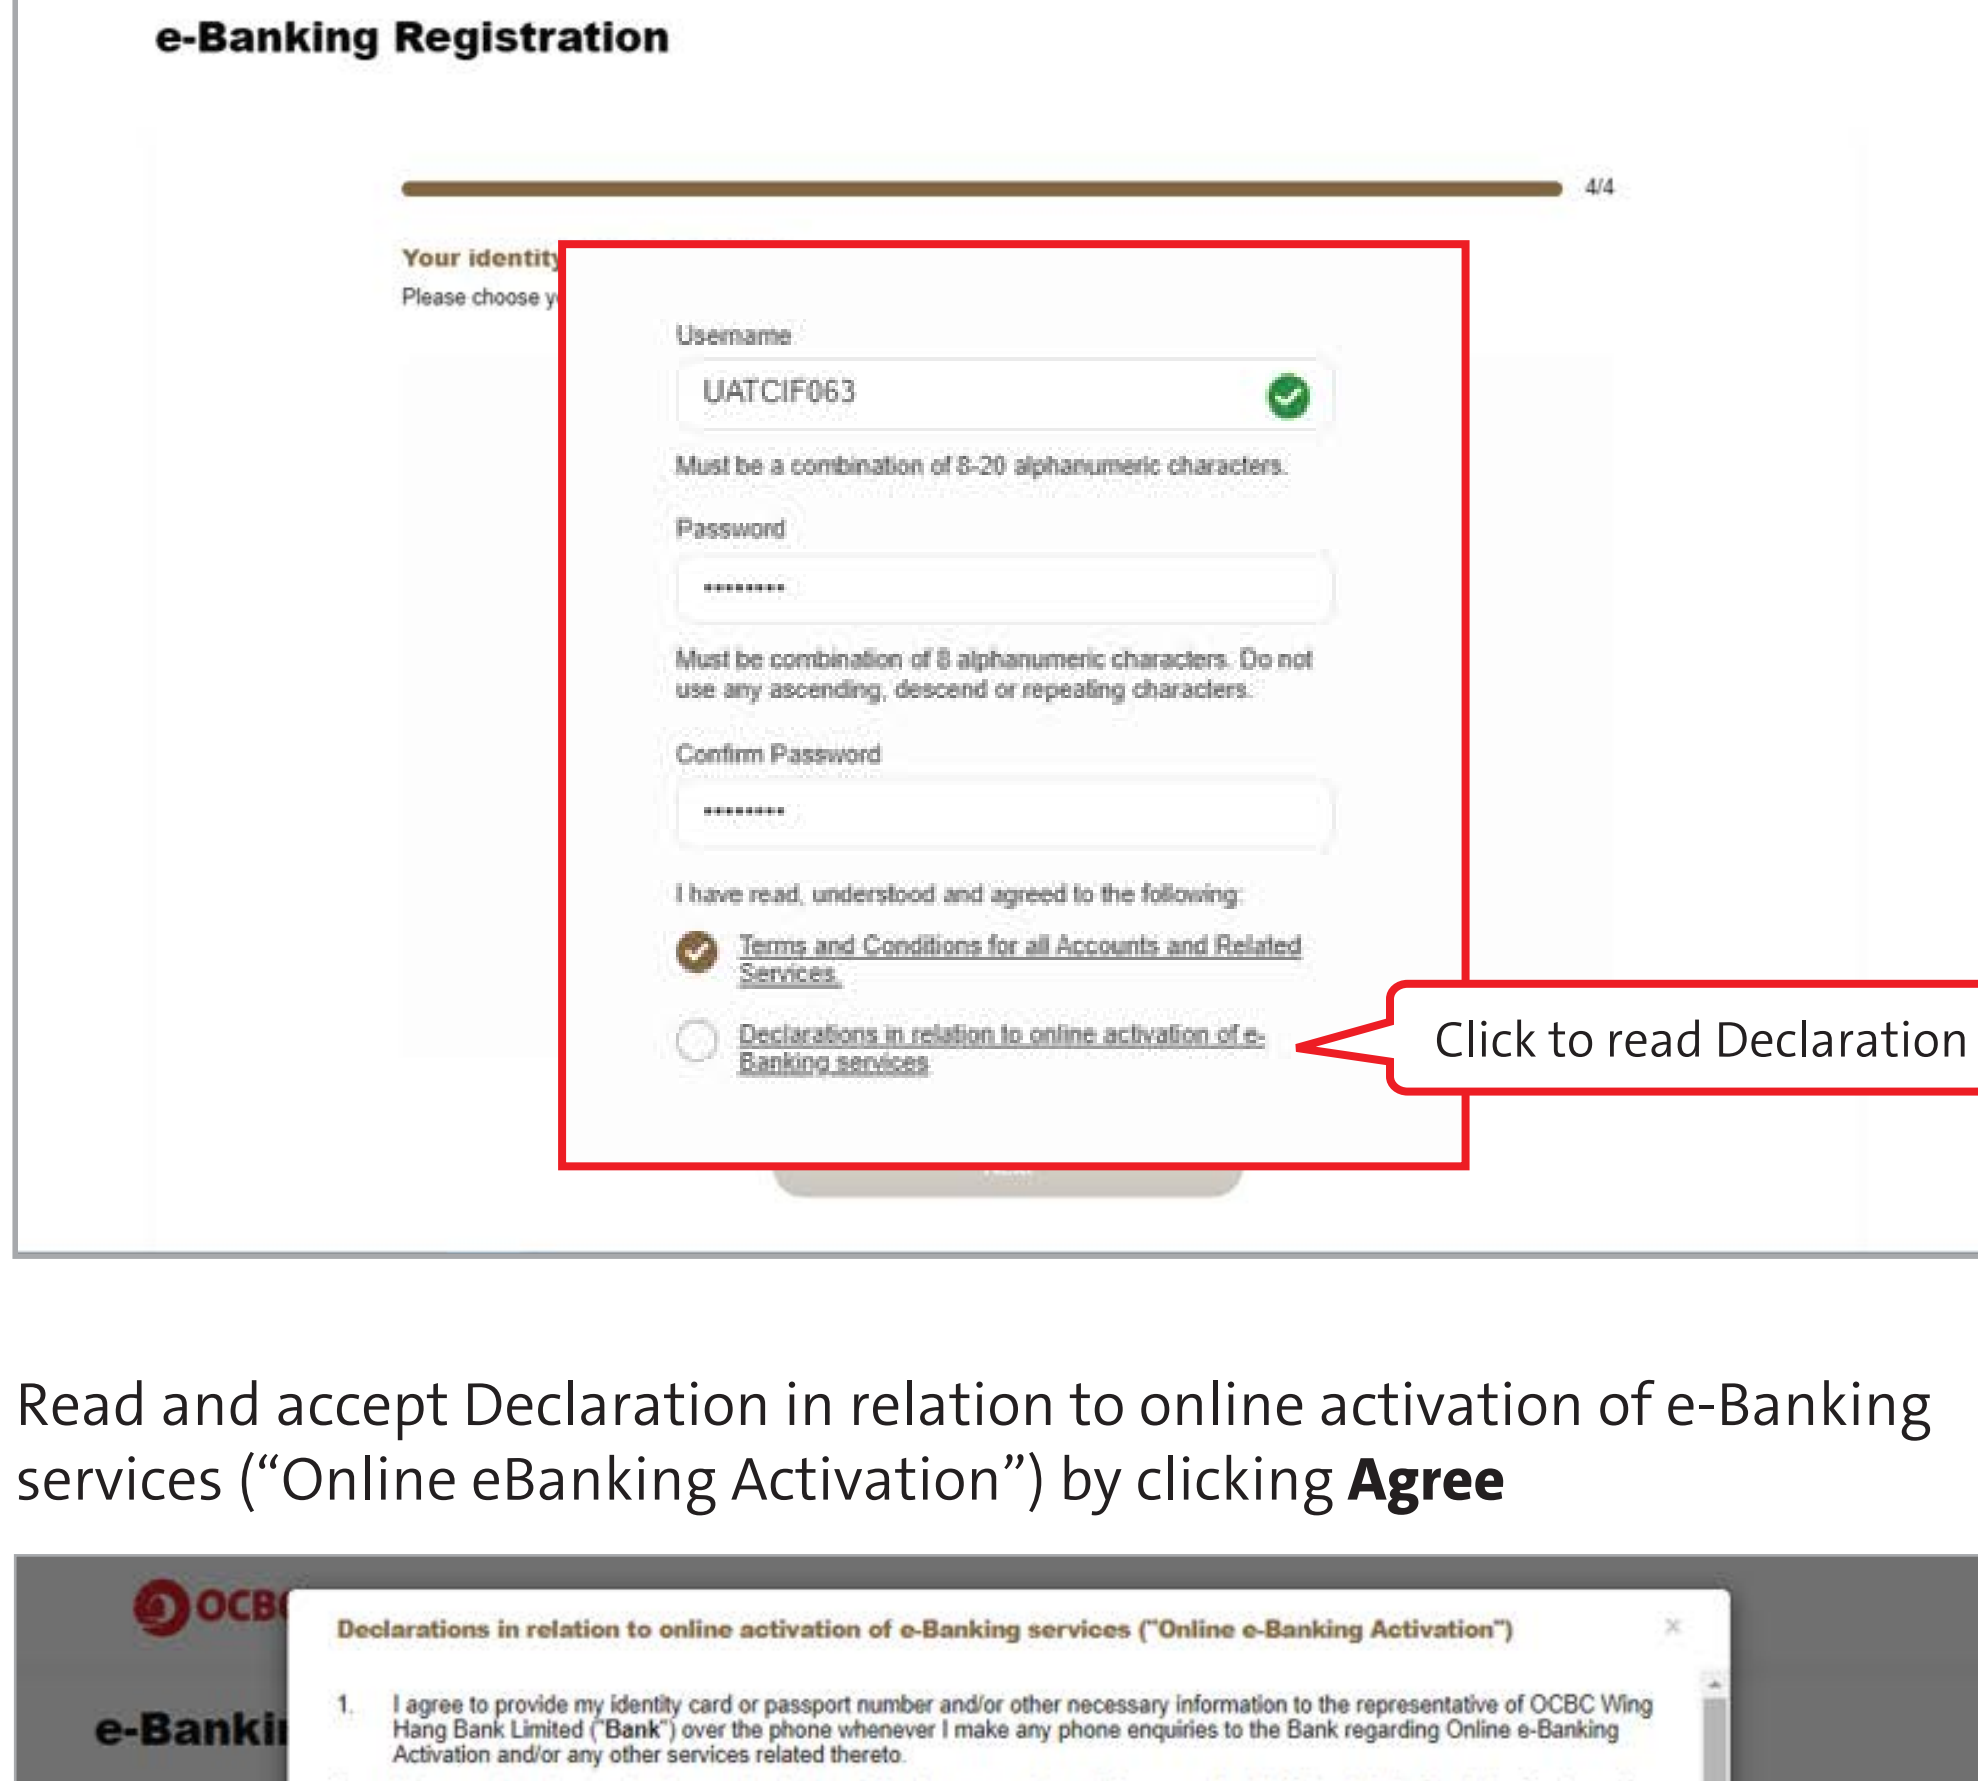 e-Banking Registration
4/4
Your identity
Please choose y
Username
UATCIF063
Must be a combination of 8-20 alphanumeric characters.
Password
••••••••
Must be combination of 8 alphanumeric characters. Do not
use any ascending, descend or repeating characters.
Confirm Password
••••••••
I have read, understood and agreed to the following:
Terms and Conditions for all Accounts and Related
Services.
Declarations in relation to online activation of e-
Banking services
Click to read Declaration
Read and accept Declaration in relation to online activation of e-Banking
services (“Online eBanking Activation”) by clicking Agree
OCBC
Declarations in relation to online activation of e-Banking services ("Online e-Banking Activation")
e-Banki
1. I agree to provide my identity card or passport number and/or other necessary information to the representative of OCBC Wing
Hang Bank Limited ("Bank") over the phone whenever I make any phone enquiries to the Bank regarding Online e-Banking
Activation and/or any other services related thereto.